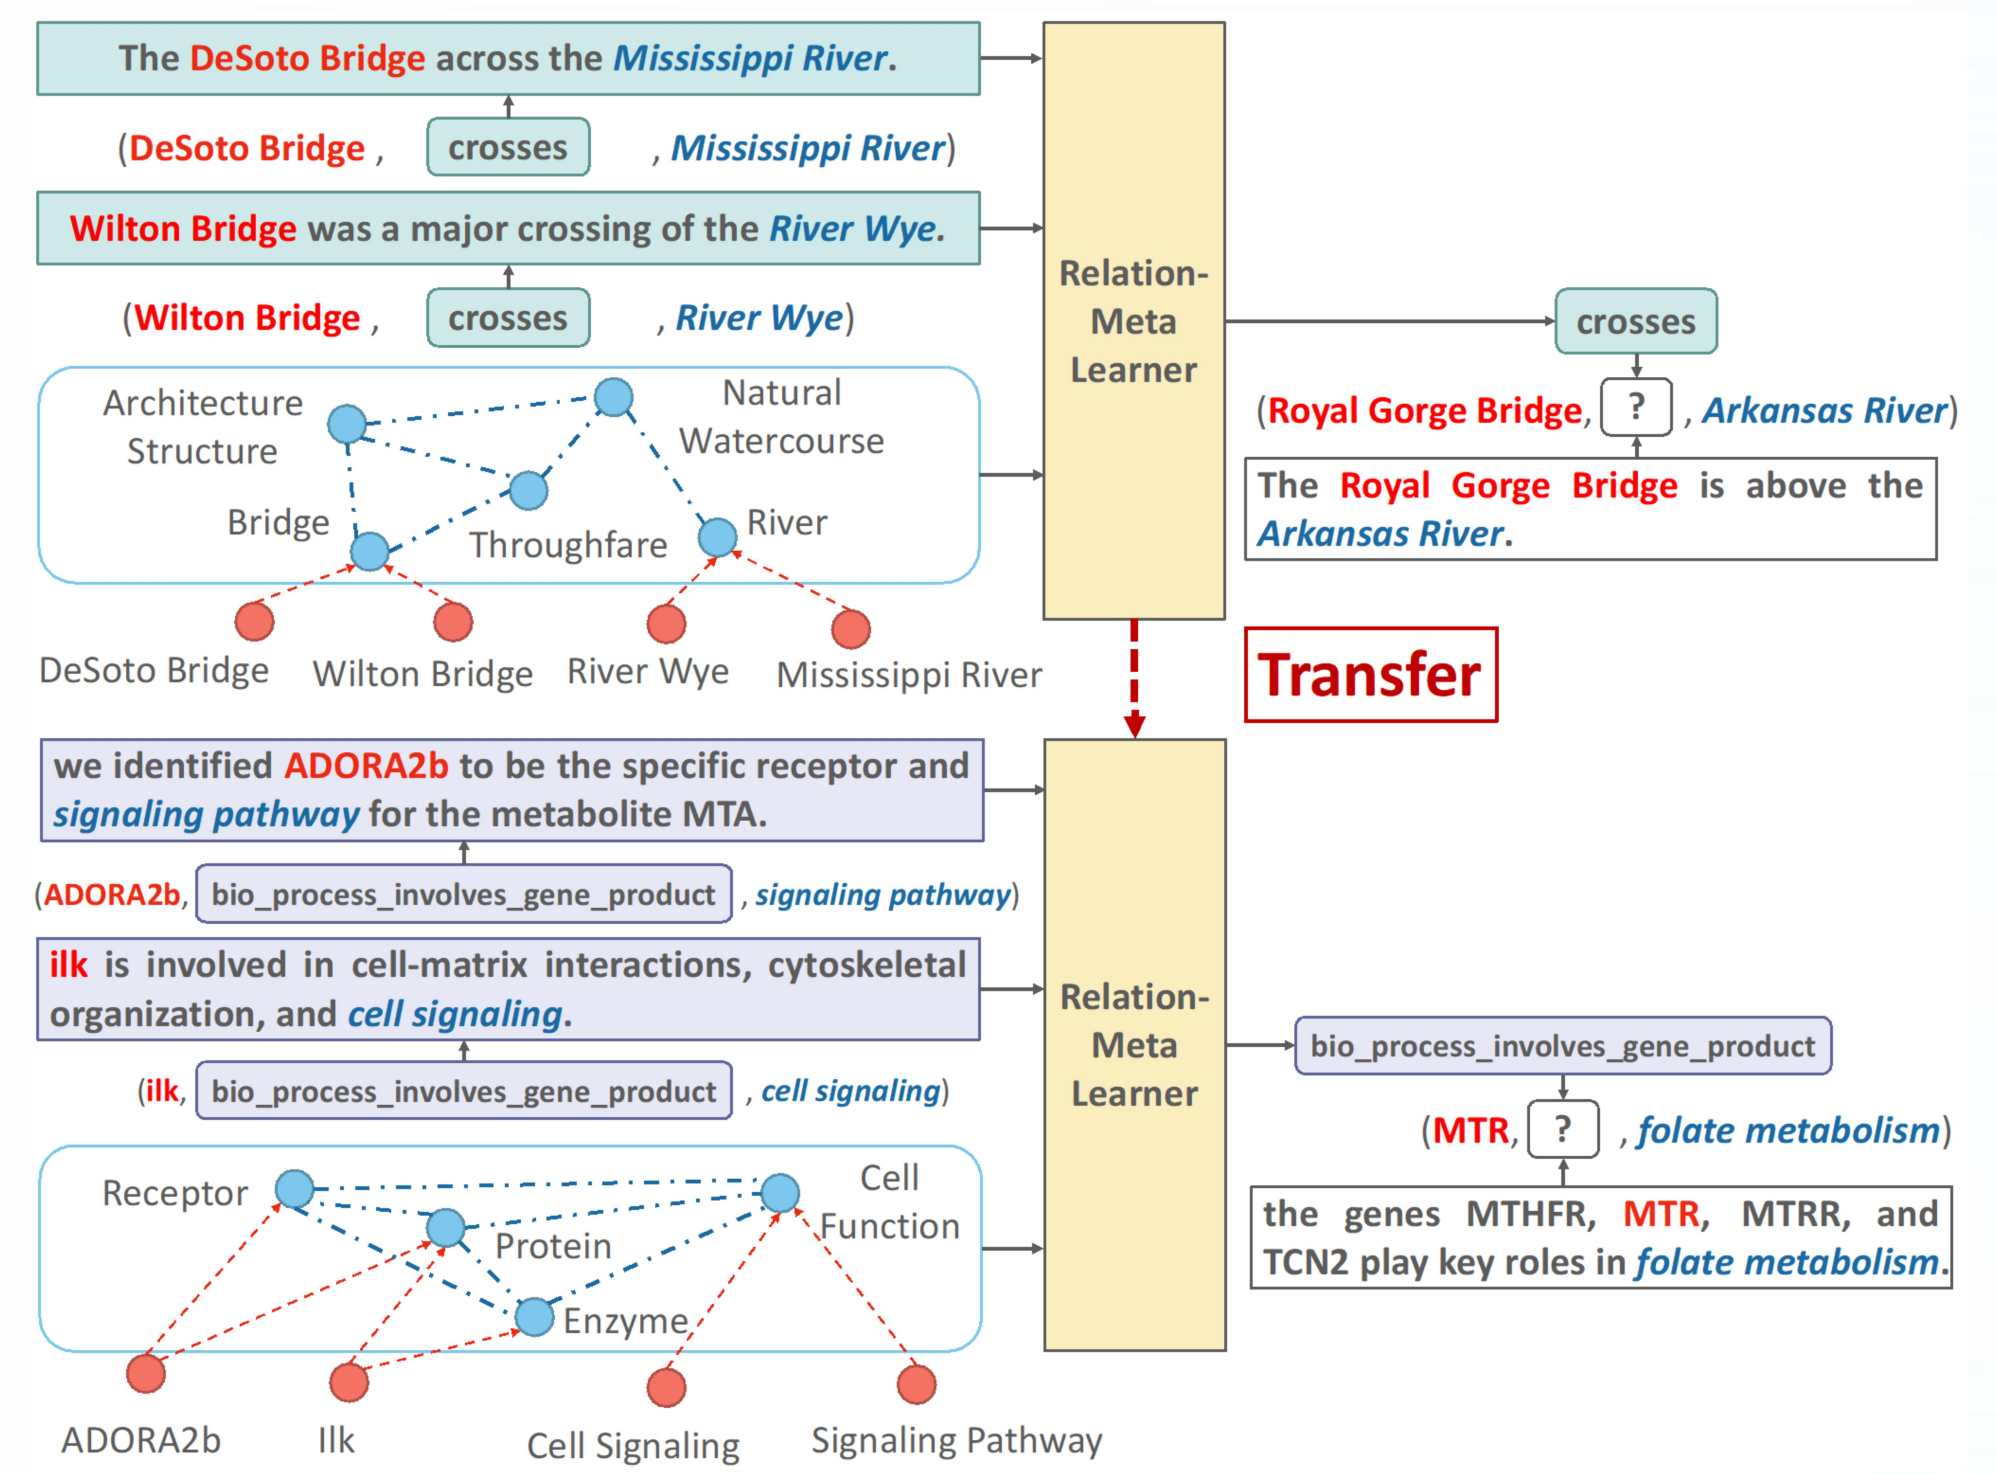 The DeSoto Bridge across the Mississippi River.
(DeSoto Bridge , crosses , Mississippi River)
Wilton Bridge was a major crossing of the River Wye.
(Wilton Bridge , crosses , River Wye)
Architecture
Structure
Natural
Watercourse
Bridge
Throughfare
River
DeSoto Bridge
Wilton Bridge
River Wye
Mississippi River
Relation-
Meta
Learner
crosses
(Royal Gorge Bridge, ? , Arkansas River)
The Royal Gorge Bridge is above the
Arkansas River.
Transfer
we identified ADORA2b to be the specific receptor and
signaling pathway for the metabolite MTA.
(ADORA2b, bio_process_involves_gene_product , signaling pathway)
ilk is involved in cell-matrix interactions, cytoskeletal
organization, and cell signaling.
(ilk, bio_process_involves_gene_product , cell signaling)
Receptor
Cell
Function
Protein
Enzyme
ADORA2b
Ilk
Cell Signaling
Signaling Pathway
Relation-
Meta
Learner
bio_process_involves_gene_product
(MTR, ? , folate metabolism)
the genes MTHFR, MTR, MTRR, and
TCN2 play key roles in folate metabolism.